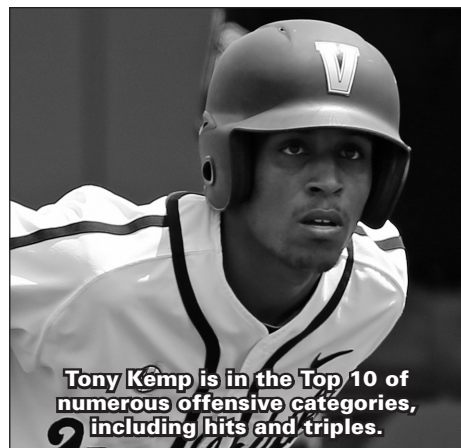 V
Tony Kemp is in the Top 10 of
numerous offensive categories,
including hits and triples.